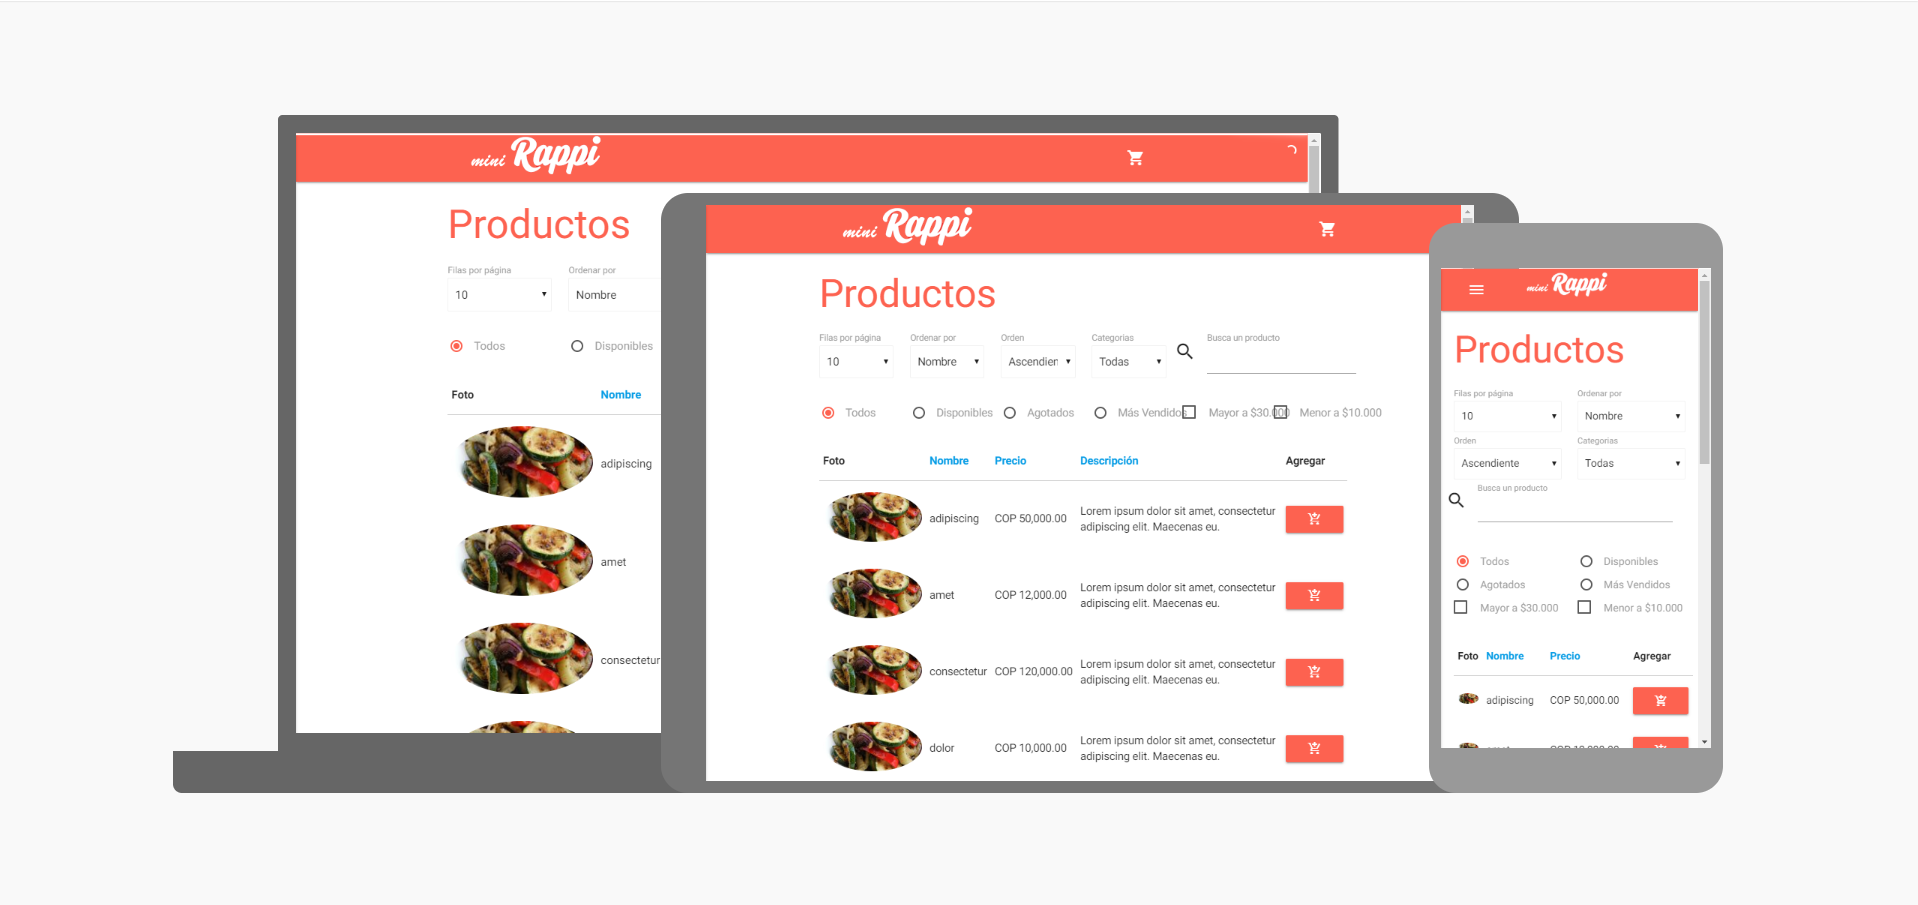 mini Rappi
Productos
Filas por página
Ordenar por
10
Nombre
Todos
Disponibles
Foto
Nombre
adipiscing
amet
consectetur
mini Rappi
Productos
Filas por página
Ordenar por
Orden
Categorias
Busca un producto
10
Nombre
Ascendien
Todas
Todos
Disponibles
Agotados
Más Vendidos
Mayor a $30.000
Menor a $10.000
Foto
Nombre
Precio
Descripción
Agregar
adipiscing
COP 50,000.00
Lorem ipsum dolor sit amet, consectetur
adipiscing elit. Maecenas eu.
amet
COP 12,000.00
Lorem ipsum dolor sit amet, consectetur
adipiscing elit. Maecenas eu.
consectetur
COP 120,000.00
Lorem ipsum dolor sit amet, consectetur
adipiscing elit. Maecenas eu.
dolor
COP 10,000.00
Lorem ipsum dolor sit amet, consectetur
adipiscing elit. Maecenas eu.
mini Rappi
Productos
Filas por página
Ordenar por
10
Nombre
Orden
Categorias
Ascendiente
Todas
Busca un producto
Todos
Disponibles
Agotados
Más Vendidos
Mayor a $30.000
Menor a $10.000
Foto
Nombre
Precio
Agregar
adipiscing
COP 50,000.00